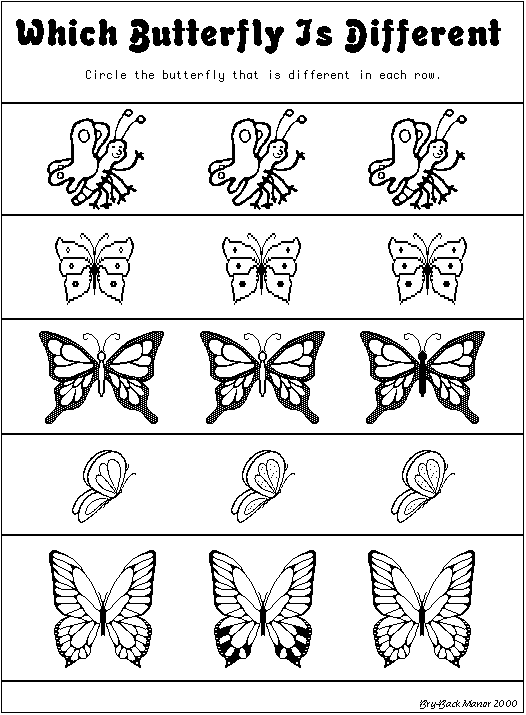 Which Butterfly Is Different
Circle the butterfly that is different in each row.
Bry-Back Manor 2000